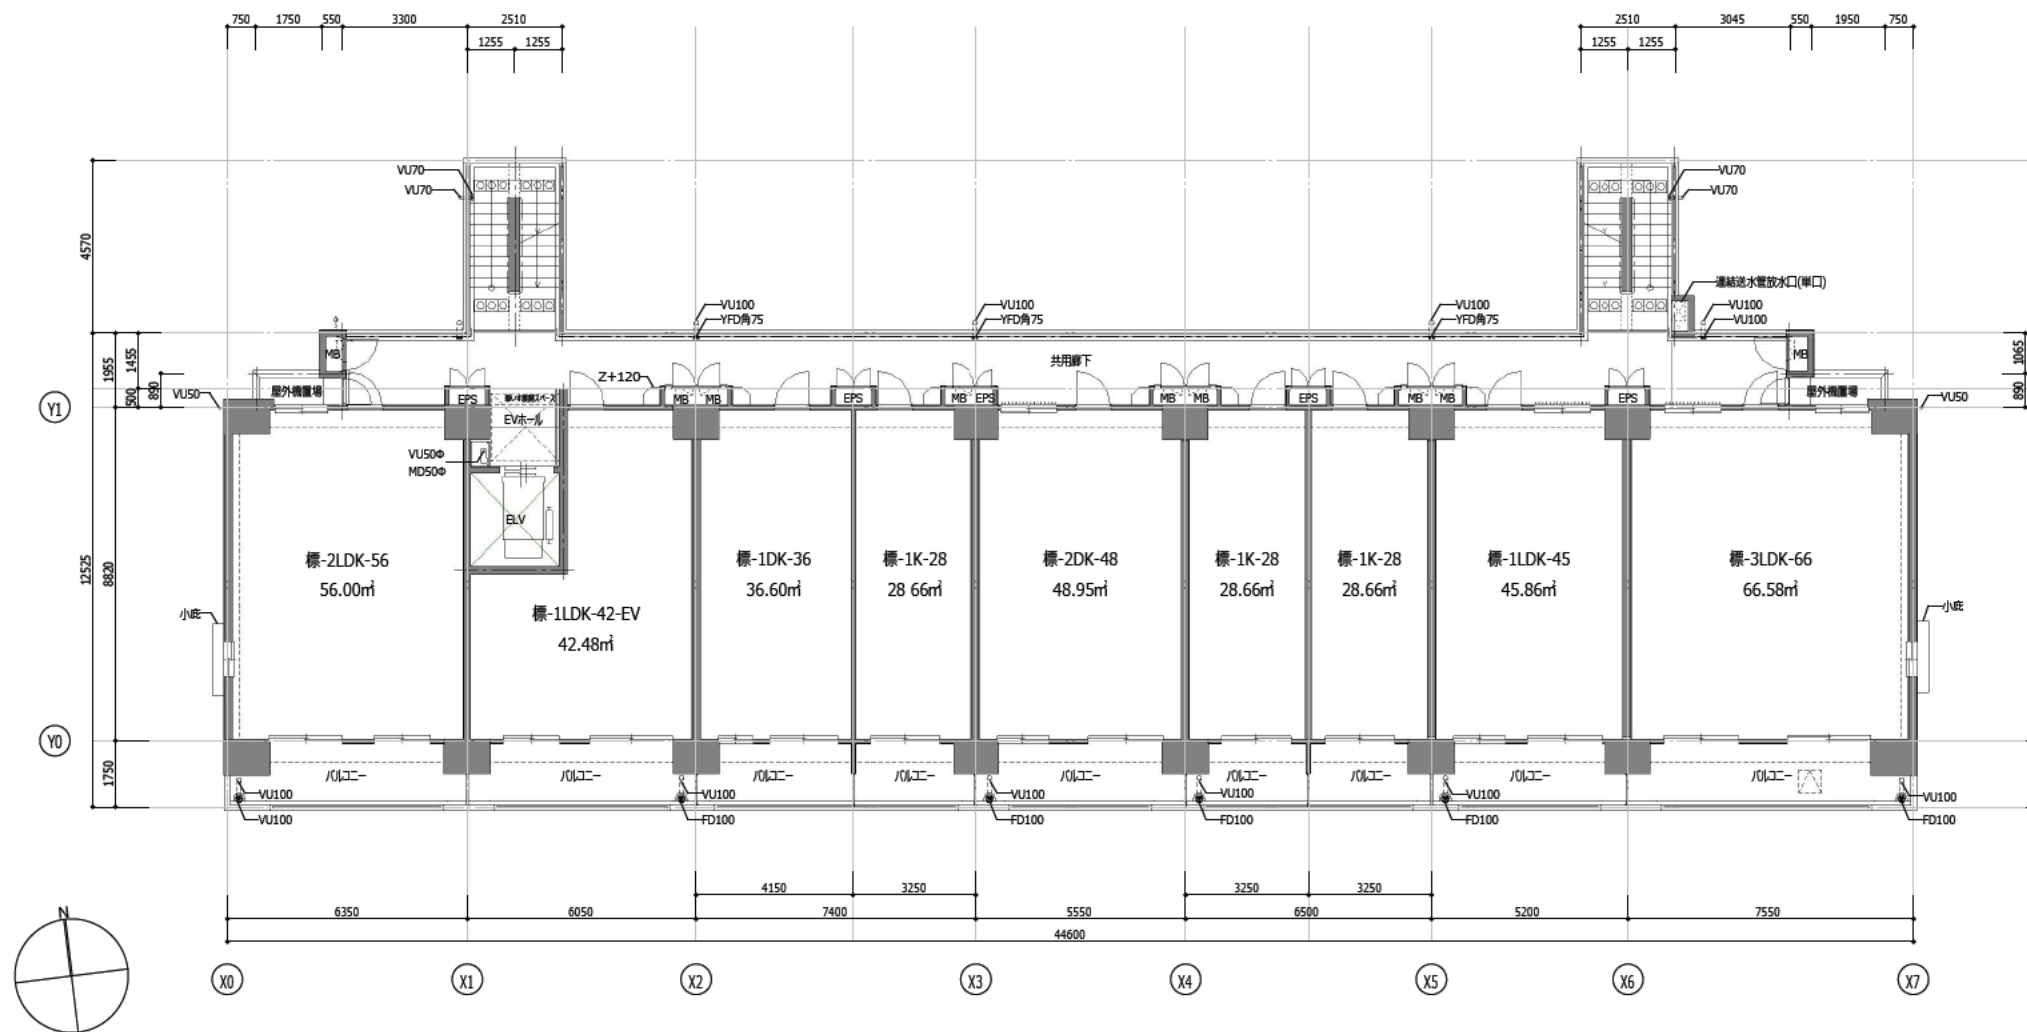 750 1750 550 3300 2510
1255 1255
2510 3045 550 1950 750
1255 1255
VU70
VU70
VU70
VU70
4570
連結送水管放水口(単口)
VU100
YFD角75
VU100
YFD角75
VU100
YFD角75
VU100
VU100
1955
1455
500
890
1065
890
MB
共用廊下
MB
Z+120
VU50
屋外機置場
EPS
MB MB
EPS
MB EPS
MB MB
EPS
MB MB
EPS
屋外機置場
VU50
Y1
EVホール
VU50Φ
MD50Φ
ELV
12525
8820
標-2LDK-56
56.00㎡
標-1LDK-42-EV
42.48㎡
標-1DK-36
36.60㎡
標-1K-28
28 66㎡
標-2DK-48
48.95㎡
標-1K-28
28.66㎡
標-1K-28
28.66㎡
標-1LDK-45
45.86㎡
標-3LDK-66
66.58㎡
小庇
小庇
Y0
1750
バルコニー
バルコニー
バルコニー
バルコニー
バルコニー
バルコニー
バルコニー
バルコニー
バルコニー
VU100
VU100
VU100
FD100
VU100
FD100
VU100
FD100
VU100
FD100
VU100
FD100
4150 3250 3250 3250
6350 6050 7400 5550 6500 5200 7550
44600
N
X0 X1 X2 X3 X4 X5 X6 X7